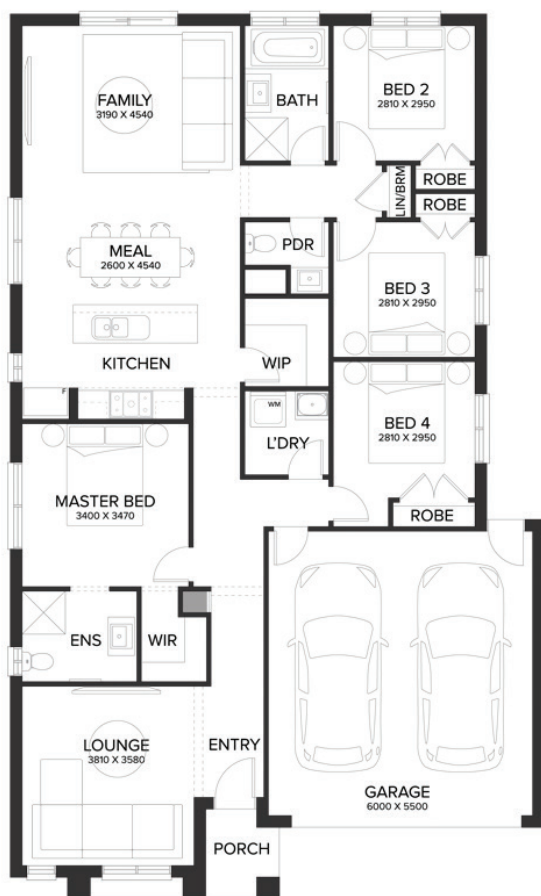 FAMILY
3190 X 4540
BATH
BED 2
2810 X 2950
ROBE
LIN/BRM
ROBE
PDR
MEAL
2600 X 4540
BED 3
2810 X 2950
KITCHEN
WIP
F
WM
L'DRY
BED 4
2810 X 2950
ROBE
MASTER BED
3400 X 3470
ENS
WIR
LOUNGE
3810 X 3580
ENTRY
GARAGE
6000 X 5500
PORCH